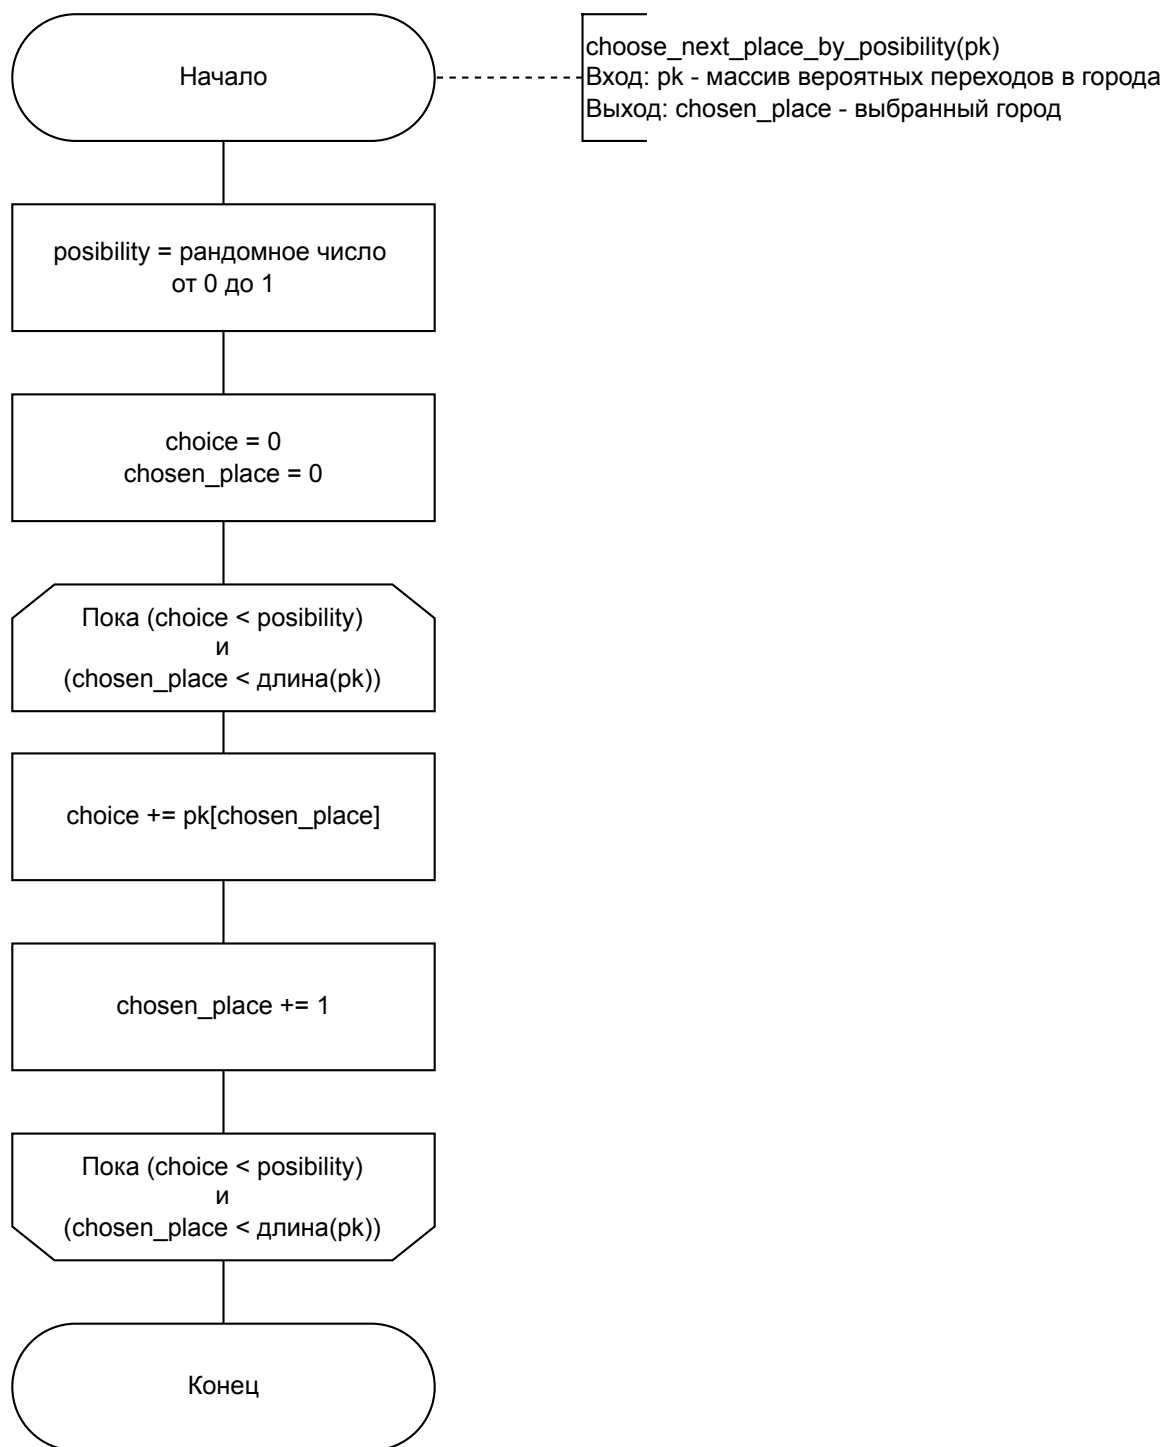 Начало
choose_next_place_by_posibility(pk)
Вход: pk - массив вероятных переходов в города
Выход: chosen_place - выбранный город
posibility = рандомное число
от 0 до 1
choice = 0
chosen_place = 0
Пока (choice < posibility)
и
(chosen_place < длина(pk))
choice += pk[chosen_place]
chosen_place += 1
Пока (choice < posibility)
и
(chosen_place < длина(pk))
Конец